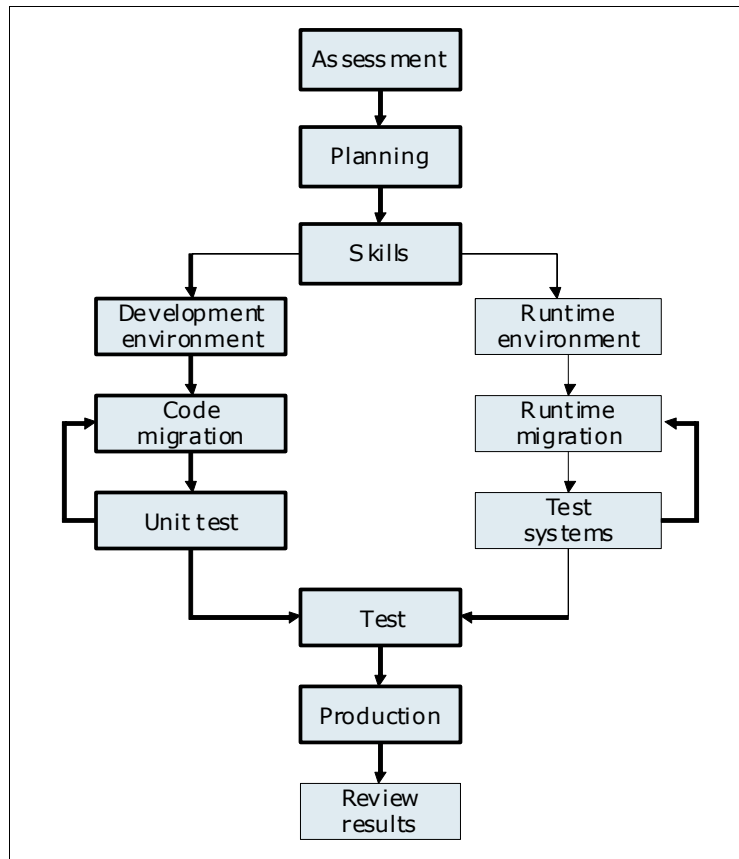 Assessment
Planning
Skills
Development
environment
Runtime
environment
Code
migration
Runtime
migration
Unit test
Test
systems
Test
Production
Review
results